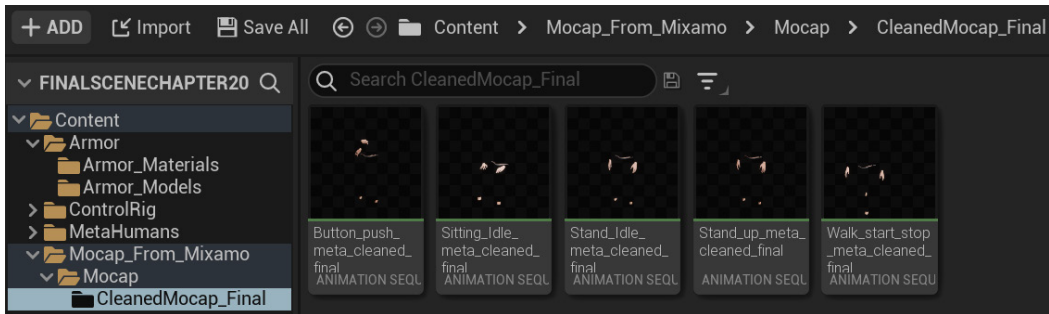 + ADD Import Save All Content > Mocap_From_Mixamo > Mocap > CleanedMocap_Final
FINALSCENECHAPTER20
Search CleanedMocap_Final
Content
Armor
Armor_Materials
Armor_Models
ControlRig
MetaHumans
Mocap_From_Mixamo
Mocap
CleanedMocap_Final
Button_push_
meta_cleaned_
final
ANIMATION SEQU
Sitting_Idle_
meta_cleaned_
final
ANIMATION SEQU
Stand_Idle_
meta_cleaned_
final
ANIMATION SEQU
Stand_up_meta_
cleaned_final
ANIMATION SEQU
Walk_start_stop
_meta_cleaned_
final
ANIMATION SEQU